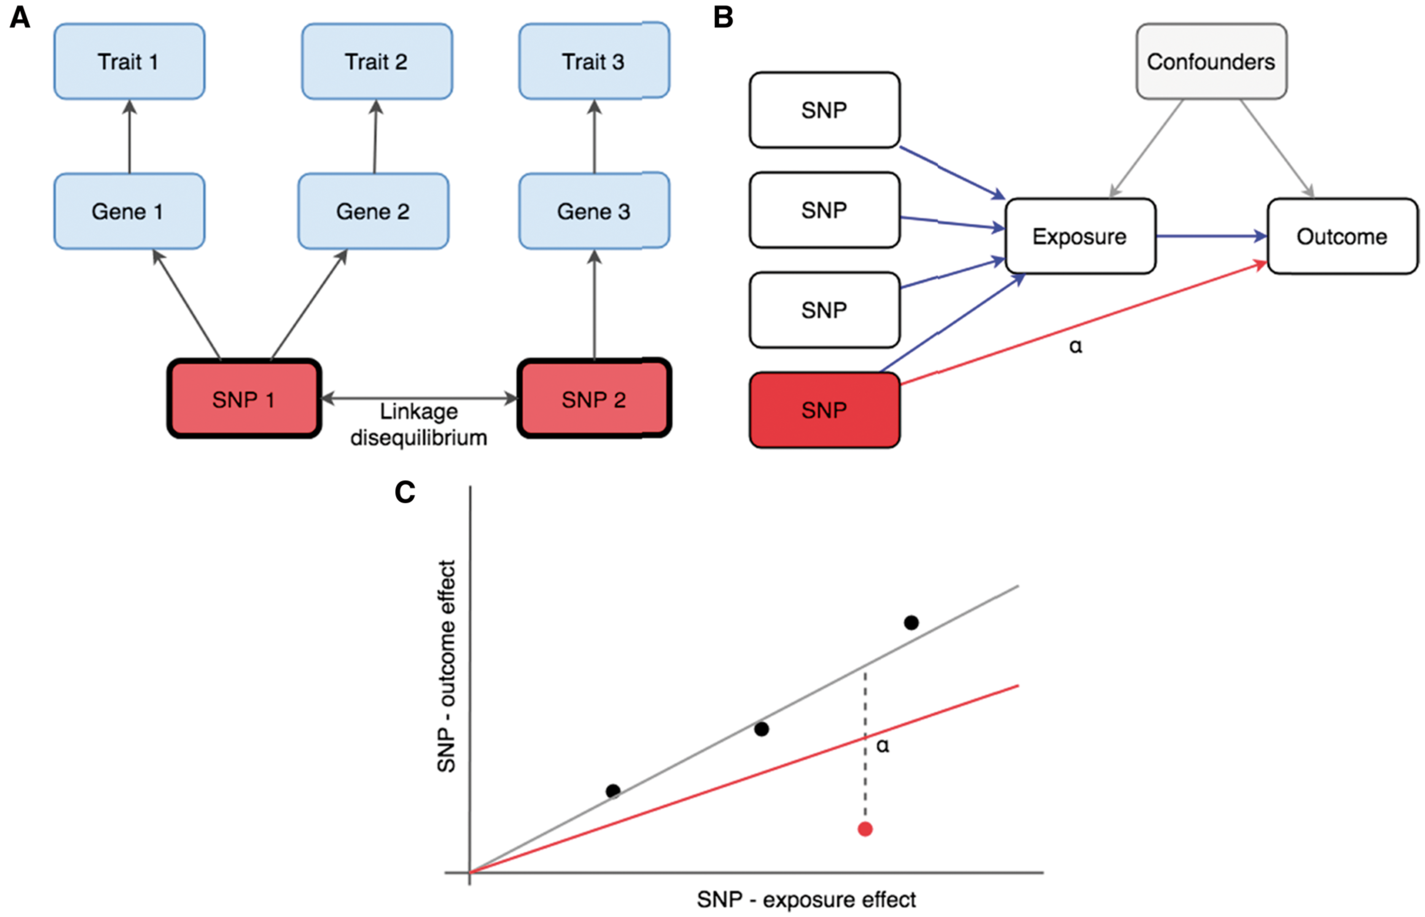 A
Trait 1
Trait 2
Trait 3
Gene 1
Gene 2
Gene 3
SNP 1
SNP 2
Linkage
disequilibrium
B
Confounders
SNP
SNP
SNP
SNP
Exposure
Outcome
α
C
SNP - outcome effect
α
SNP - exposure effect